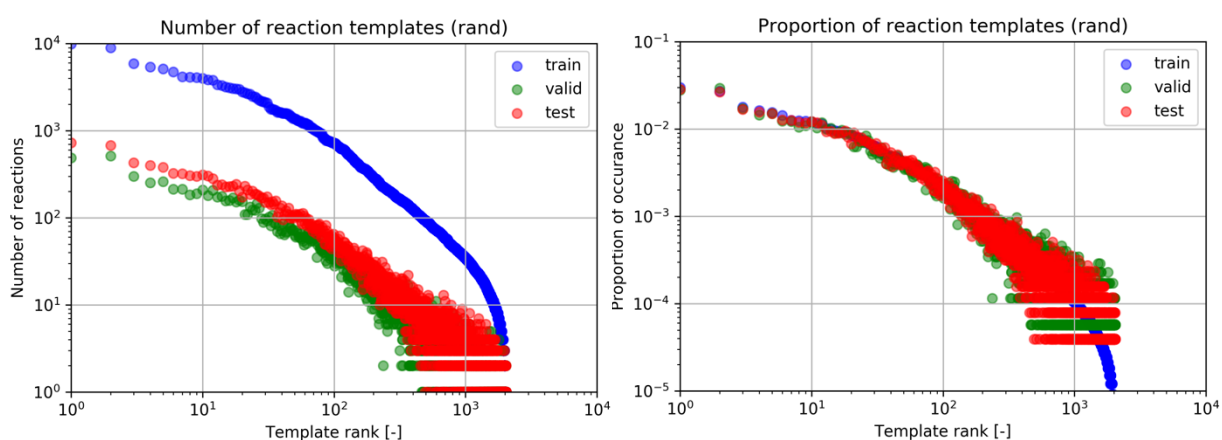 Number of reaction templates (rand)
Number of reactions
10^4
10^3
10^2
10^1
10^0
train
valid
test
10^0
10^1
10^2
10^3
10^4
Template rank [-]
Proportion of reaction templates (rand)
Proportion of occurance
10^-1
10^-2
10^-3
10^-4
10^-5
train
valid
test
10^0
10^1
10^2
10^3
10^4
Template rank [-]